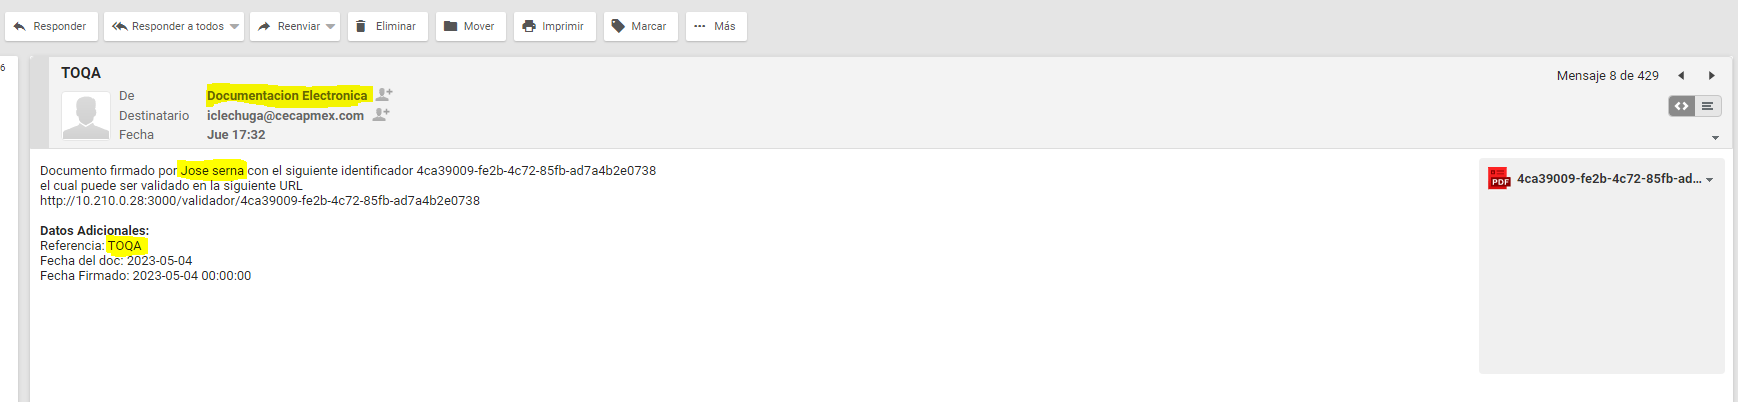 Responder
Responder a todos
Reenviar
Eliminar
Mover
Imprimir
Marcar
Más
6
TOQA
Mensaje 8 de 429
De Documentacion Electronica
Destinatario iclechuga@cecapmex.com
Fecha Jue 17:32
Documento firmado por Jose serna con el siguiente identificador 4ca39009-fe2b-4c72-85fb-ad7a4b2e0738
el cual puede ser validado en la siguiente URL
http://10.210.0.28:3000/validador/4ca39009-fe2b-4c72-85fb-ad7a4b2e0738
Datos Adicionales:
Referencia: TOQA
Fecha del doc: 2023-05-04
Fecha Firmado: 2023-05-04 00:00:00
PDF
4ca39009-fe2b-4c72-85fb-ad...